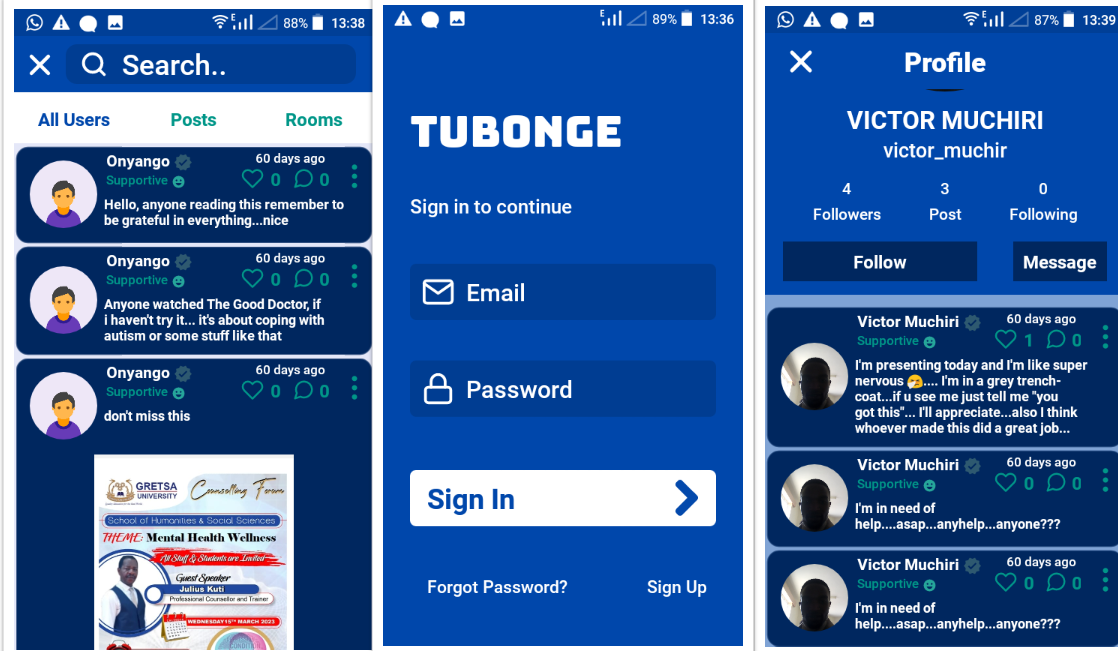 88% 13:38
Search..
All Users Posts Rooms
Onyango 60 days ago
Supportive 0 0
Hello, anyone reading this remember to
be grateful in everything...nice
Onyango 60 days ago
Supportive 0 0
Anyone watched The Good Doctor, if
i haven't try it... it's about coping with
autism or some stuff like that
Onyango 60 days ago
Supportive 0 0
don't miss this
GRETSA
UNIVERSITY
Counselling Forum
School of Humanities & Social Sciences
THEME: Mental Health Wellness
All Staff & Students are Invited
Guest Speaker
Julius Kuti
Professional Counsellor and Trainer
WEDNESDAY 15TH MARCH 2023
CONDITION
E 89% 13:36
TUBONGE
Sign in to continue
Email
Password
Sign In
Forgot Password? Sign Up
E 87% 13:39
Profile
VICTOR MUCHIRI
victor_muchir
4 3 0
Followers Post Following
Follow Message
Victor Muchiri 60 days ago
Supportive 1 0
I'm presenting today and I'm like super
nervous 🤧.... I'm in a grey trench-
coat...if u see me just tell me "you
got this"... I'll appreciate...also I think
whoever made this did a great job...
Victor Muchiri 60 days ago
Supportive 0 0
I'm in need of
help....asap...anyhelp...anyone???
Victor Muchiri 60 days ago
Supportive 0 0
I'm in need of
help....asap...anyhelp...anyone???